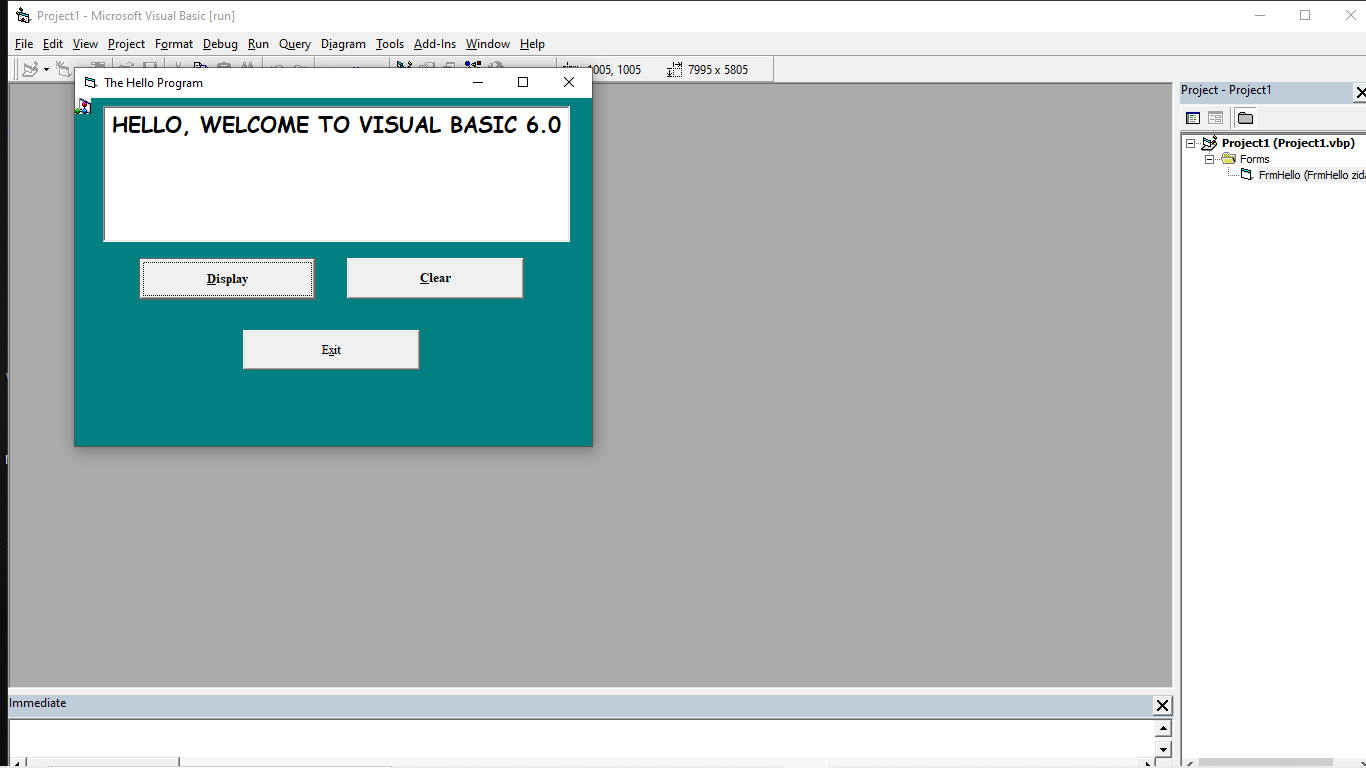 Project1 - Microsoft Visual Basic [run]
File Edit View Project Format Debug Run Query Diagram Tools Add-Ins Window Help
1005, 1005 7995 x 5805
The Hello Program
HELLO, WELCOME TO VISUAL BASIC 6.0
Display Clear
Exit
Project - Project1
Project1 (Project1.vbp)
Forms
FrmHello (FrmHello zida
Immediate